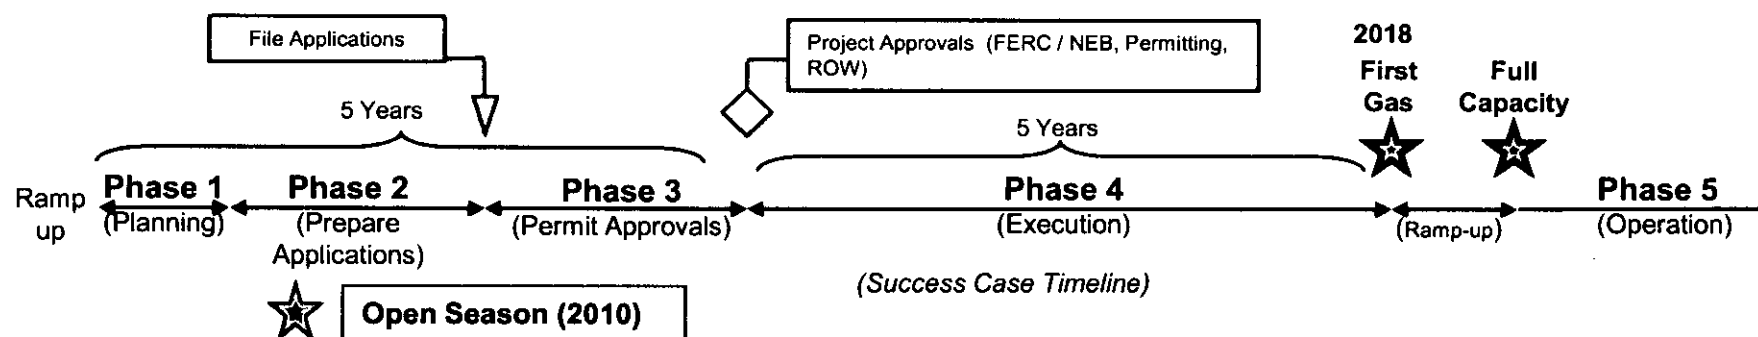 File Applications
Project Approvals (FERC / NEB, Permitting,
ROW)
2018
First
Gas
Full
Capacity
5 Years
5 Years
Ramp
up
Phase 1
(Planning)
Phase 2
(Prepare
Applications)
Phase 3
(Permit Approvals)
Phase 4
(Execution)
(Ramp-up)
Phase 5
(Operation)
(Success Case Timeline)
Open Season (2010)